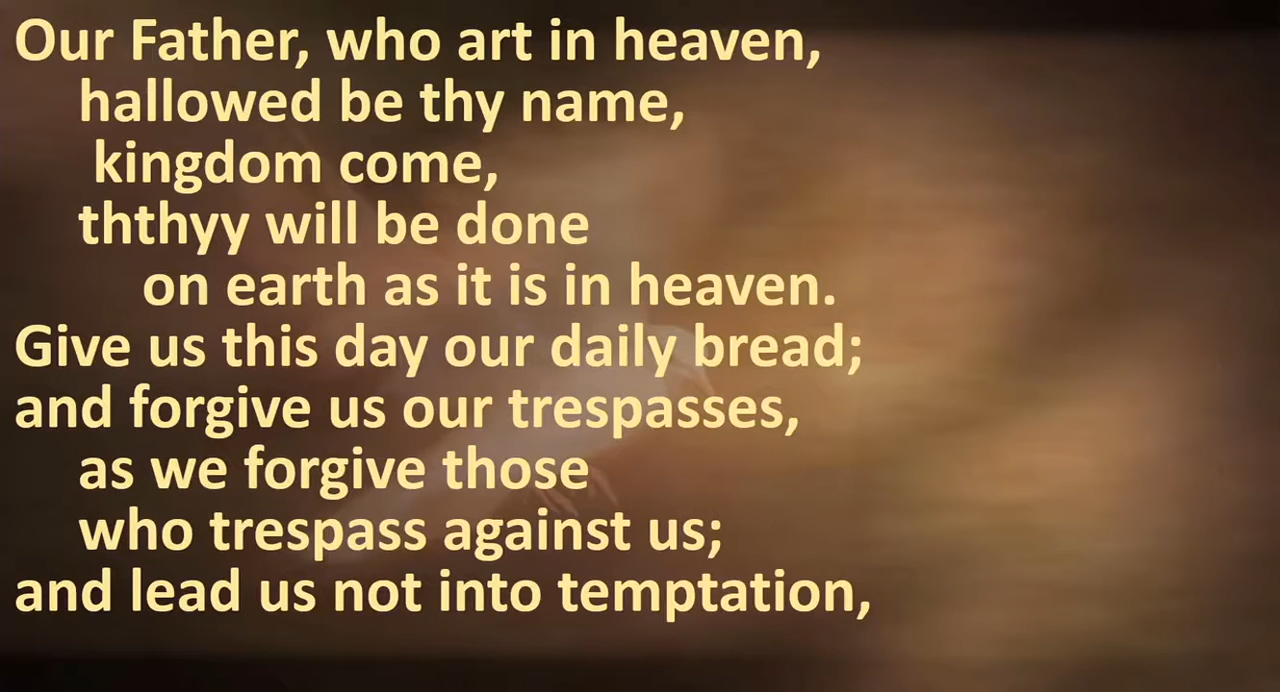 Our Father, who art in heaven,
hallowed be thy name,
kingdom come,
ththyy will be done
on earth as it is in heaven.
Give us this day our daily bread;
and forgive us our trespasses,
as we forgive those
who trespass against us;
and lead us not into temptation,